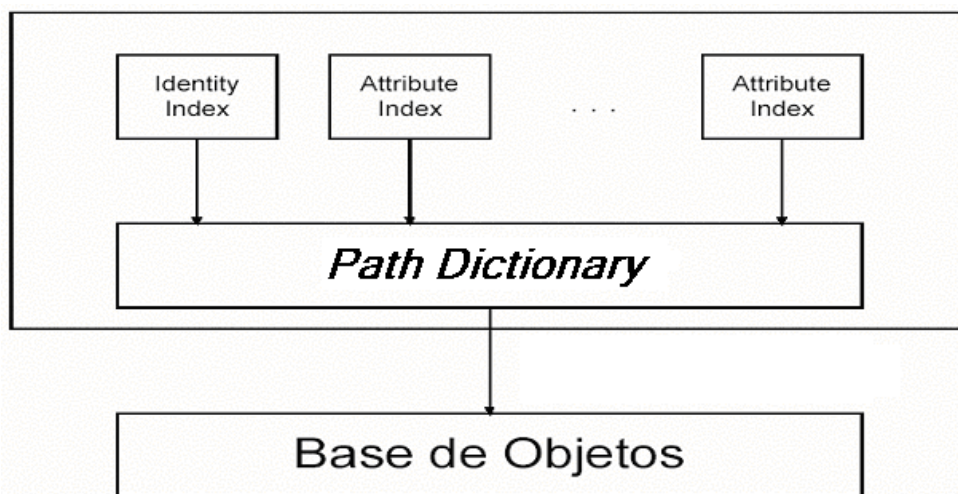 Identity
Index
Attribute
Index
. . .
Attribute
Index
Path Dictionary
Base de Objetos